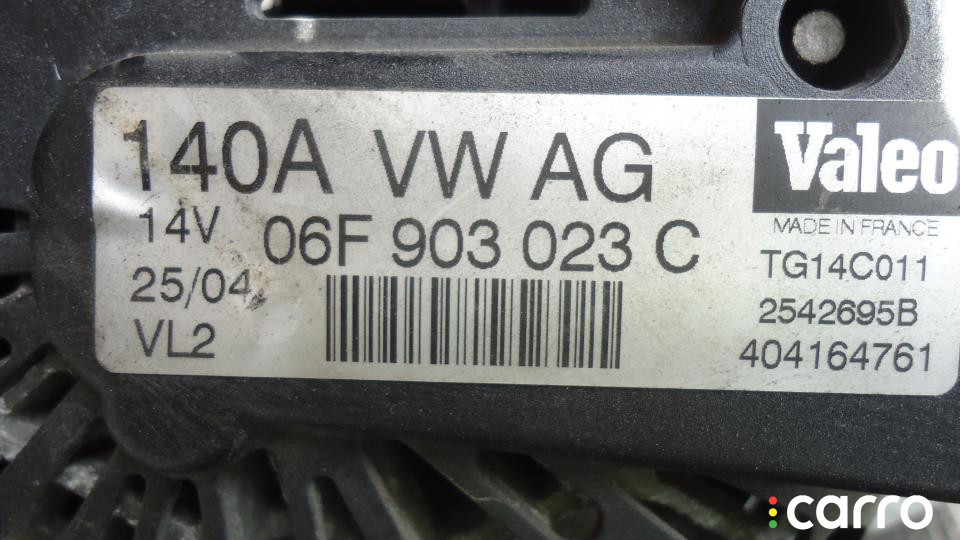 140A VW AG
14V 06F 903 023 C
25/04
VL2
Valeo
MADE IN FRANCE
TG14C011
2542695B
404164761
carro